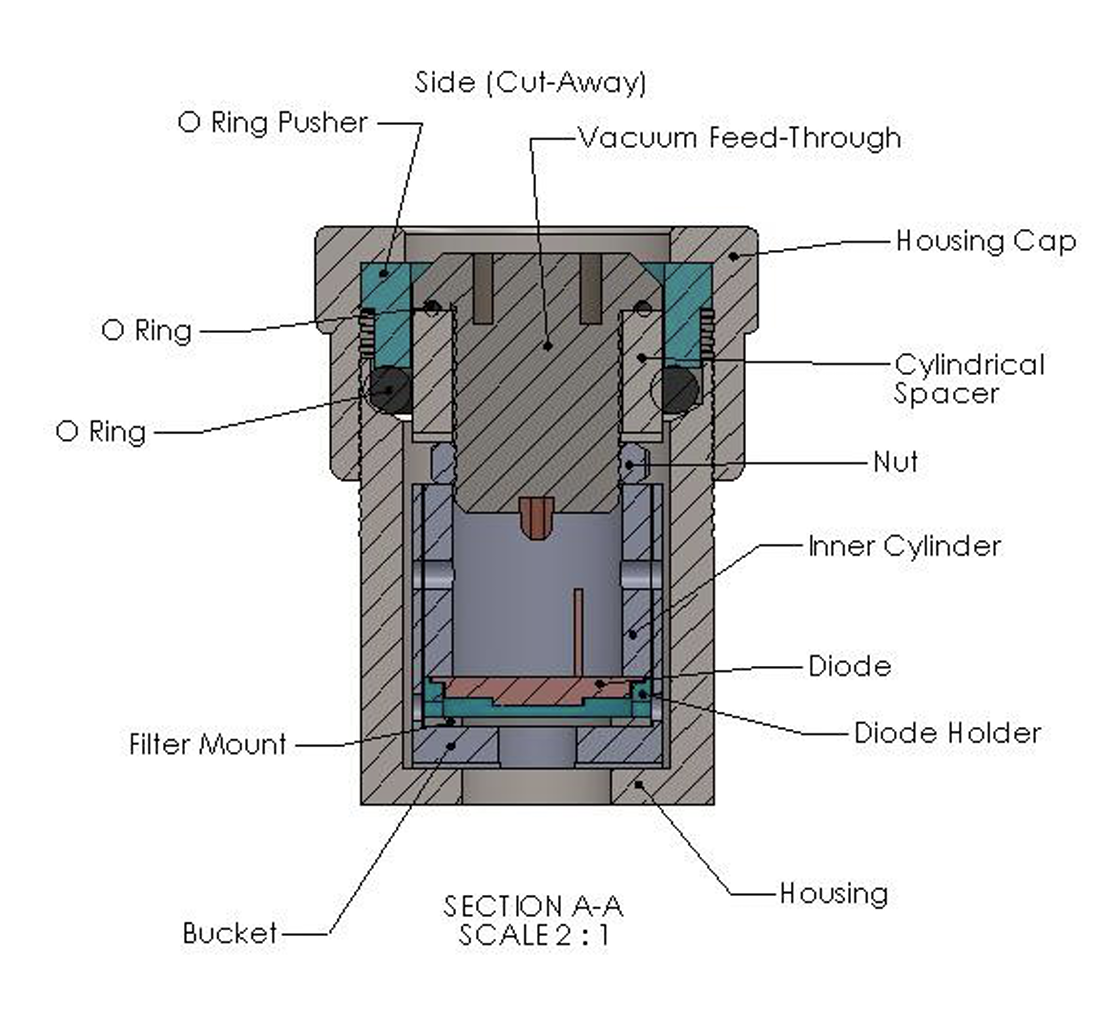 Side (Cut-Away)
O Ring Pusher
Vacuum Feed-Through
Housing Cap
O Ring
Cylindrical
Spacer
O Ring
Nut
Inner Cylinder
Diode
Filter Mount
Diode Holder
Housing
Bucket
SECTION A-A
SCALE 2 : 1